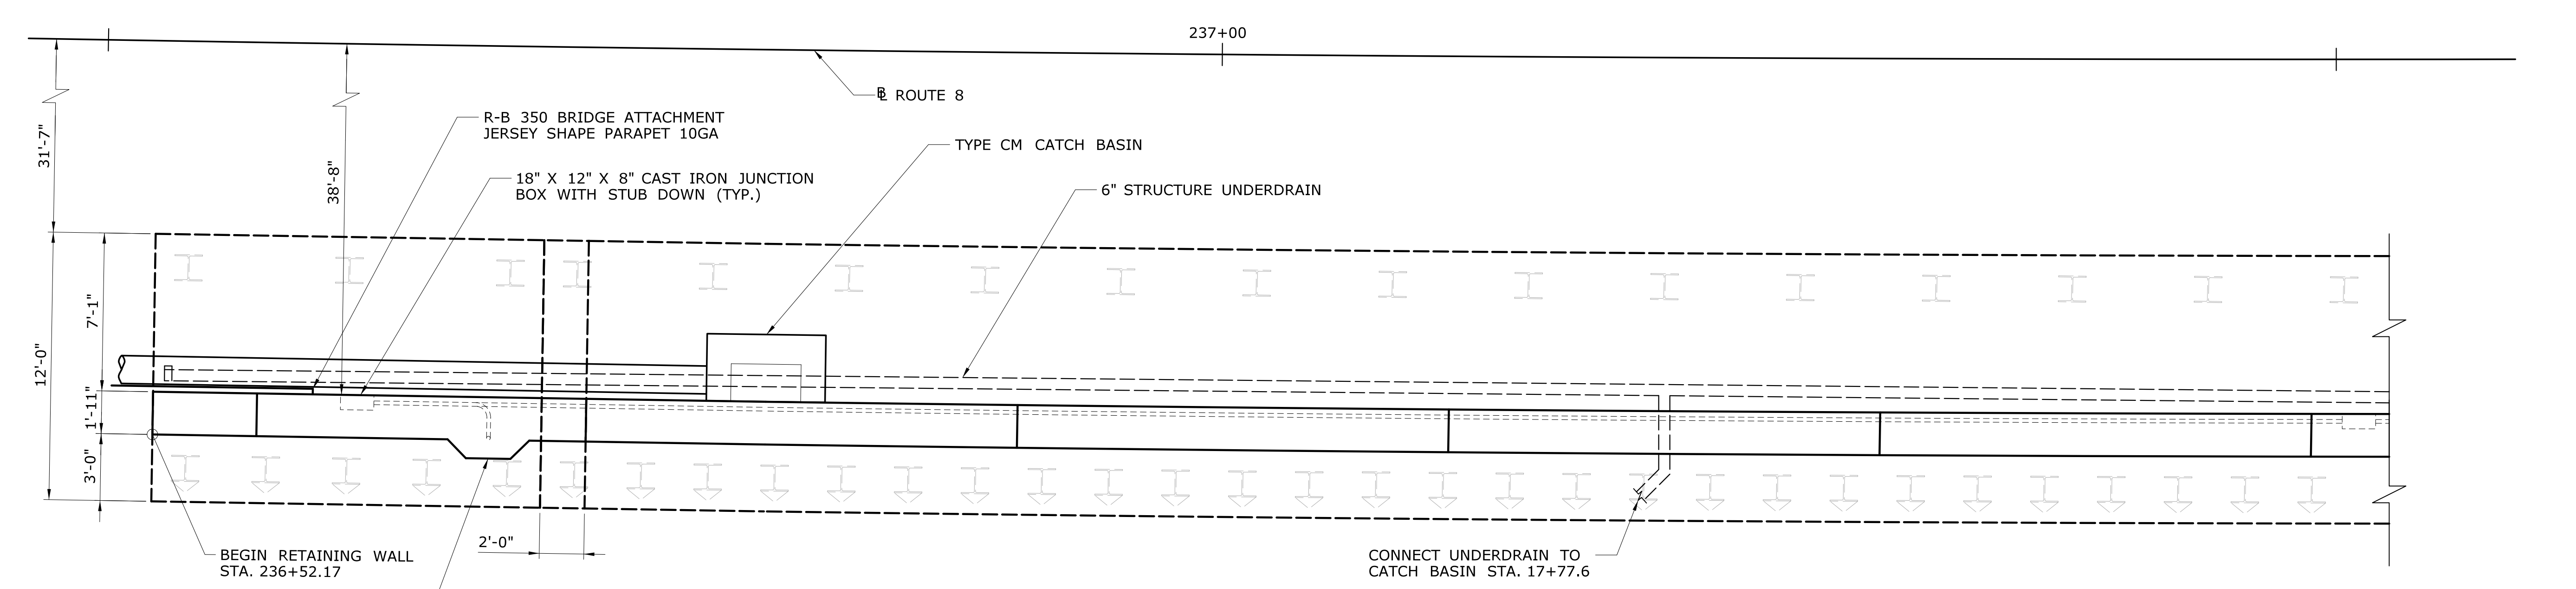 237+00
BL ROUTE 8
31'-7"
38'-8"
R-B 350 BRIDGE ATTACHMENT
JERSEY SHAPE PARAPET 10GA
TYPE CM CATCH BASIN
18" X 12" X 8" CAST IRON JUNCTION
BOX WITH STUB DOWN (TYP.)
6" STRUCTURE UNDERDRAIN
7'-1"
12'-0"
1'-11"
3'-0"
2'-0"
BEGIN RETAINING WALL
STA. 236+52.17
CONNECT UNDERDRAIN TO
CATCH BASIN STA. 17+77.6